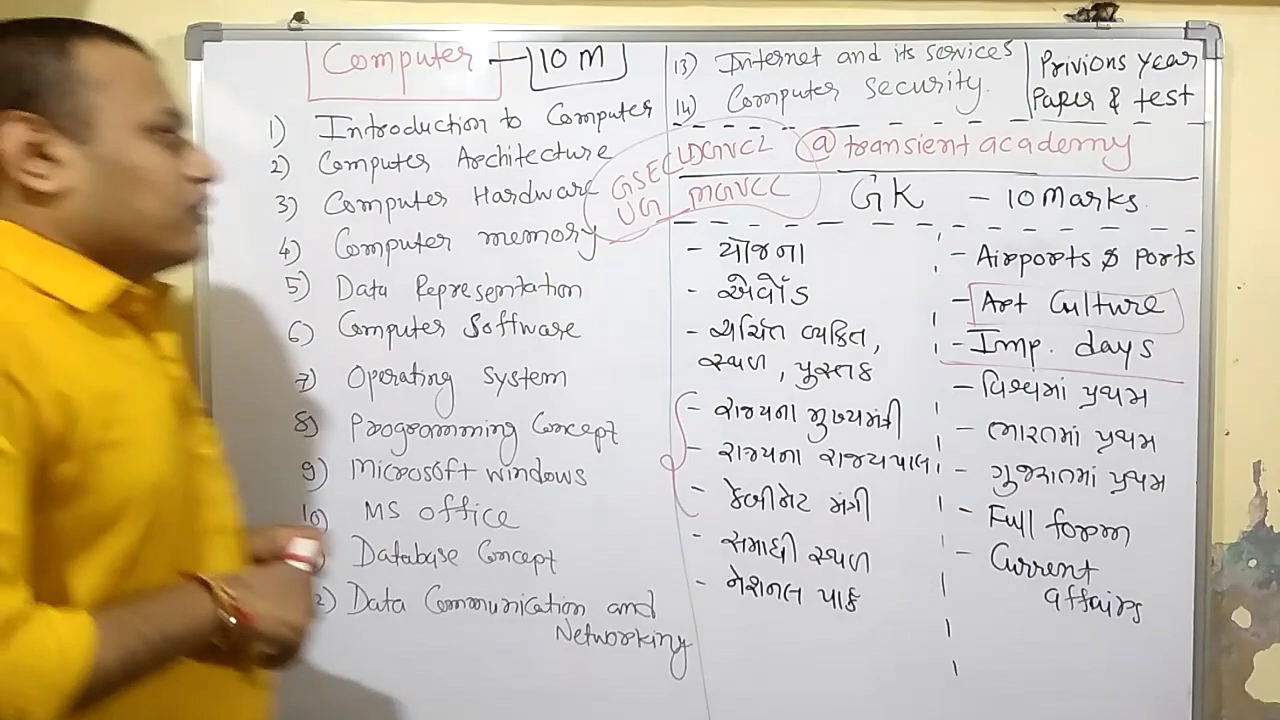 Computer — 10 M
1) Introduction to Computer
2) Computer Architecture
3) Computer Hardware
4) Computer memory
5) Data Representation
6) Computer Software
7) Operating System
8) Programming Concept
9) Microsoft windows
10) MS office
) Database Concept
2) Data Communication and
Networking
13) Internet and its services
14) Computer security.
Privions year
Paper & test
GSECL DGVCL
UG MGVCL
@ transient academy
GK - 10 Marks
- યોજના
- એવોર્ડ
- ચર્ચિત વ્યકિત,
સ્થળ, પુસ્તક
- રાજ્યના મુખ્યમંત્રી
- રાજ્યના રાજ્યપાલ
- કેબીનેટ મંત્રી
- સમાધી સ્થળ
- નેશનલ પાર્ક
- Airports & Ports
- Art Culture
- Imp. days
- વિશ્વમાં પ્રથમ
- ભારતમાં પ્રથમ
- ગુજરાતમાં પ્રથમ
- Full form
- Current
affairs